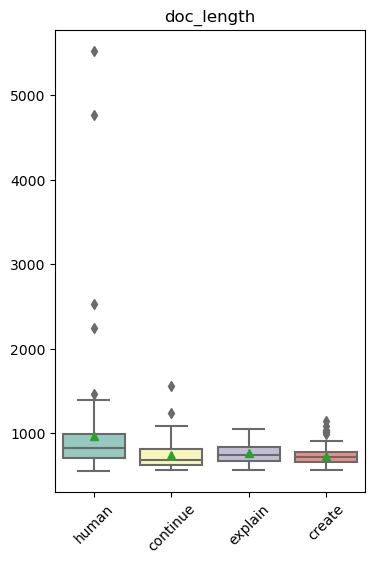 doc_length
5000
4000
3000
2000
1000
human
continue
explain
create